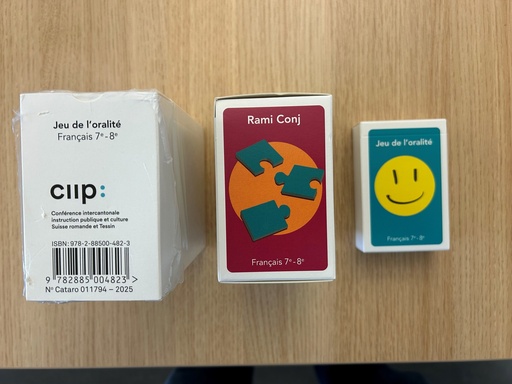 Jeu de l'oralité
Français 7e - 8e
cıɪp:
Conférence intercantonale
instruction publique et culture
Suisse romande et Tessin
ISBN: 978-2-88500-482-3
9 782885 004823 >
No Cataro 011794 – 2025
Rami Conj
Français 7e - 8e
Jeu de l'oralité
Français 7e - 8e